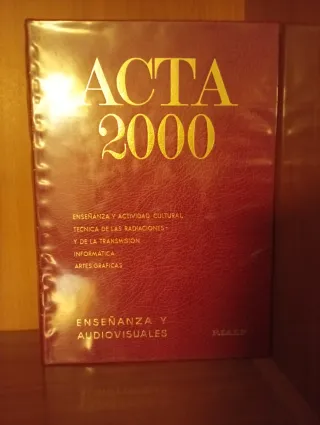 ACTA
2000
ENSEÑANZA Y ACTIVIDAD CULTURAL
TECNICA DE LAS RADIACIONES
Y DE LA TRANSMISION
INFORMATICA
ARTES GRAFICAS
ENSEÑANZA Y
AUDIOVISUALES